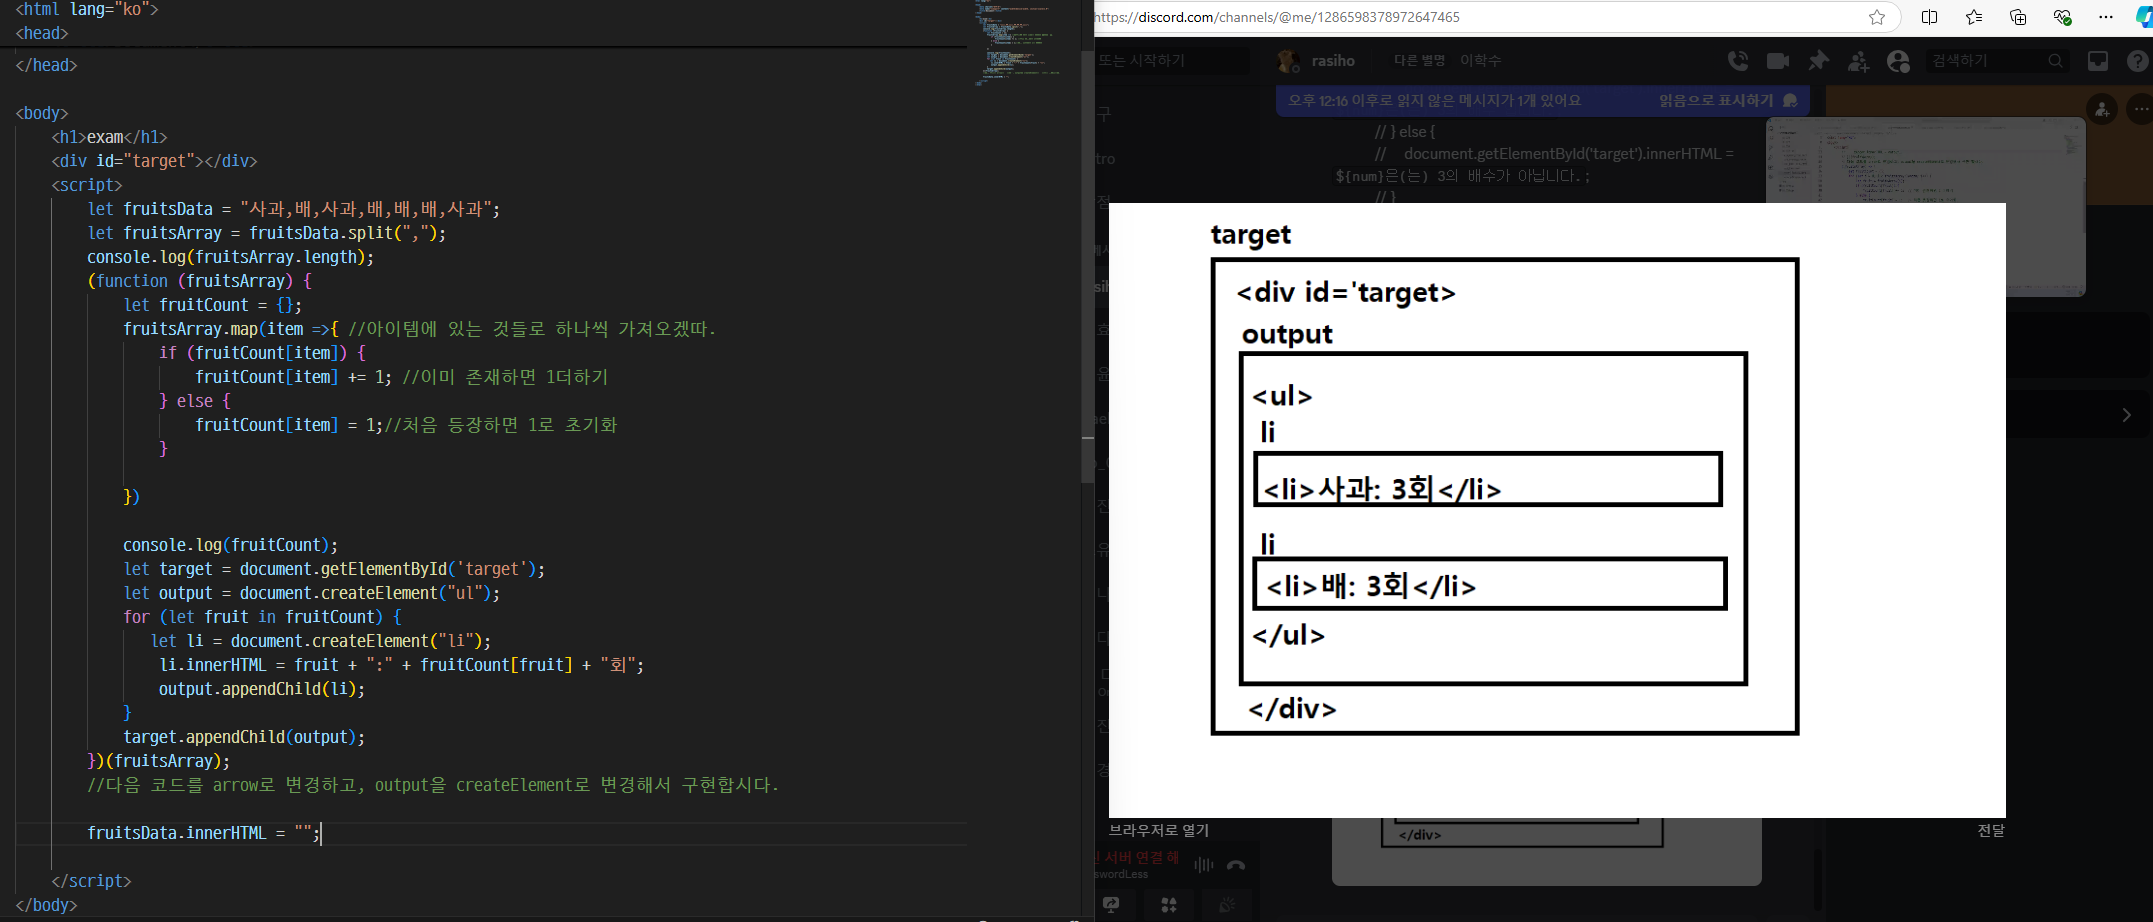 <html lang="ko">
<head>
</head>
<body>
<h1>exam</h1>
<div id="target"></div>
<script>
let fruitsData = "사과,배,사과,배,배,배,사과";
let fruitsArray = fruitsData.split(",");
console.log(fruitsArray.length);
(function (fruitsArray) {
let fruitCount = {};
fruitsArray.map(item =>{ //아이템에 있는 것들로 하나씩 가져오겠따.
if (fruitCount[item]) {
fruitCount[item] += 1; //이미 존재하면 1더하기
} else {
fruitCount[item] = 1;//처음 등장하면 1로 초기화
}
})
console.log(fruitCount);
let target = document.getElementById('target');
let output = document.createElement("ul");
for (let fruit in fruitCount) {
let li = document.createElement("li");
li.innerHTML = fruit + ":" + fruitCount[fruit] + "회";
output.appendChild(li);
}
target.appendChild(output);
})(fruitsArray);
//다음 코드를 arrow로 변경하고, output을 createElement로 변경해서 구현합시다.
fruitsData.innerHTML = "";
</script>
</body>
https://discord.com/channels/@me/1286598378972647465
또는 시작하기
rasiho
다른 별명 이학수
검색하기
오후 12:16 이후로 읽지 않은 메시지가 1개 있어요
읽음으로 표시하기
// } else {
// document.getElementById('target').innerHTML =
${num}은(는) 3의 배수가 아닙니다.;
// }
target
<div id='target>
output
<ul>
li
<li>사과: 3회</li>
li
<li>배: 3회</li>
</ul>
</div>
브라우저로 열기
전달
</div>
서버 연결 해
swordLess